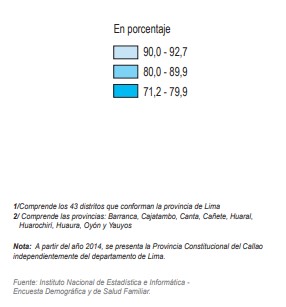 En porcentaje
90,0 - 92,7
80,0 - 89,9
71,2 - 79,9
1/Comprende los 43 distritos que conforman la provincia de Lima
2/ Comprende las provincias: Barranca, Cajatambo, Canta, Cañete, Huaral,
Huarochirí, Huaura, Oyón y Yauyos
Nota: A partir del año 2014, se presenta la Provincia Constitucional del Callao
independientemente del departamento de Lima.
Fuente: Instituto Nacional de Estadística e Informática -
Encuesta Demográfica y de Salud Familiar.